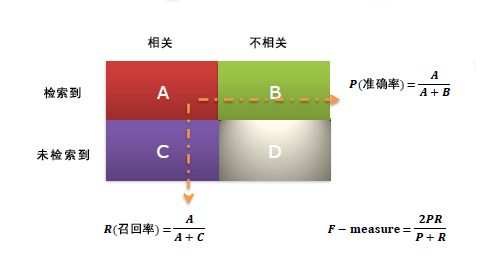 相关 不相关
检索到 A B P(准确率)=A/(A+B)
未检索到 C D
R(召回率)=A/(A+C) F－measure=2PR/(P+R)